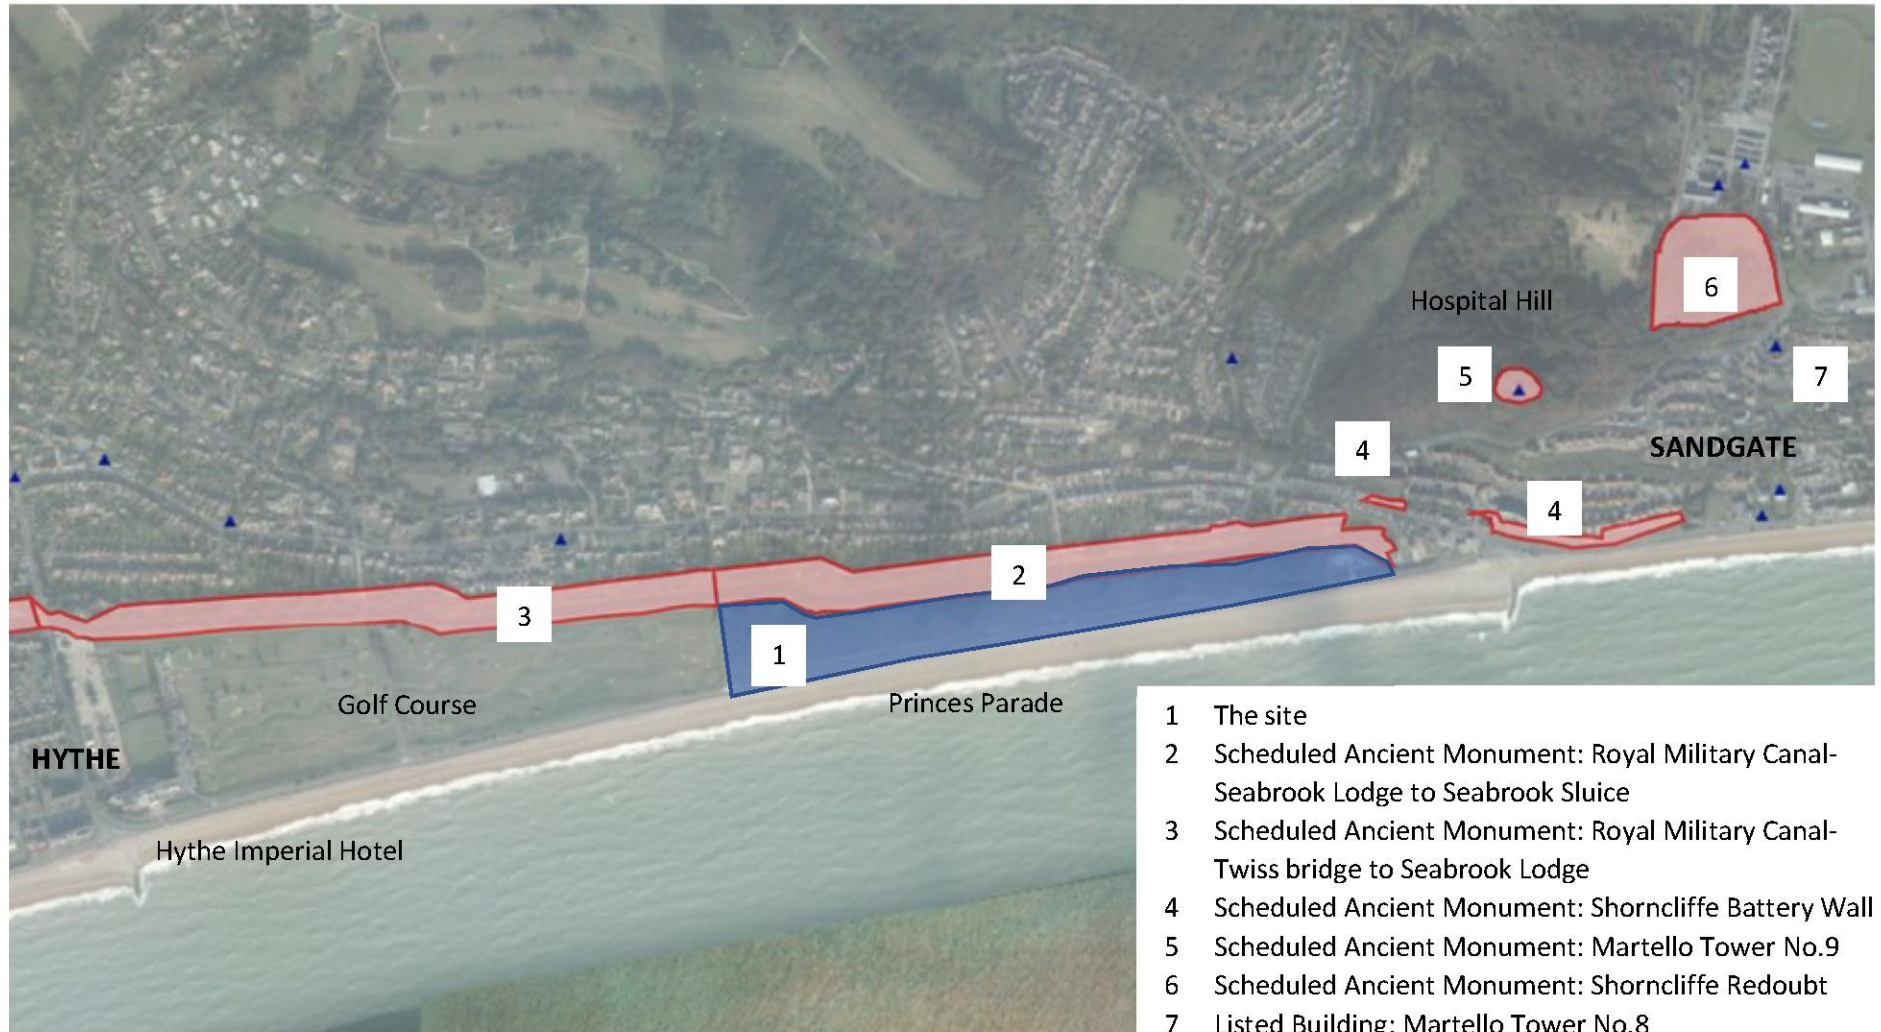 6
Hospital Hill
5
7
4
SANDGATE
4
2
3
1
Golf Course
Princes Parade
HYTHE
Hythe Imperial Hotel
1 The site
2 Scheduled Ancient Monument: Royal Military Canal-
Seabrook Lodge to Seabrook Sluice
3 Scheduled Ancient Monument: Royal Military Canal-
Twiss bridge to Seabrook Lodge
4 Scheduled Ancient Monument: Shorncliffe Battery Wall
5 Scheduled Ancient Monument: Martello Tower No.9
6 Scheduled Ancient Monument: Shorncliffe Redoubt
7 Listed Building: Martello Tower No.8